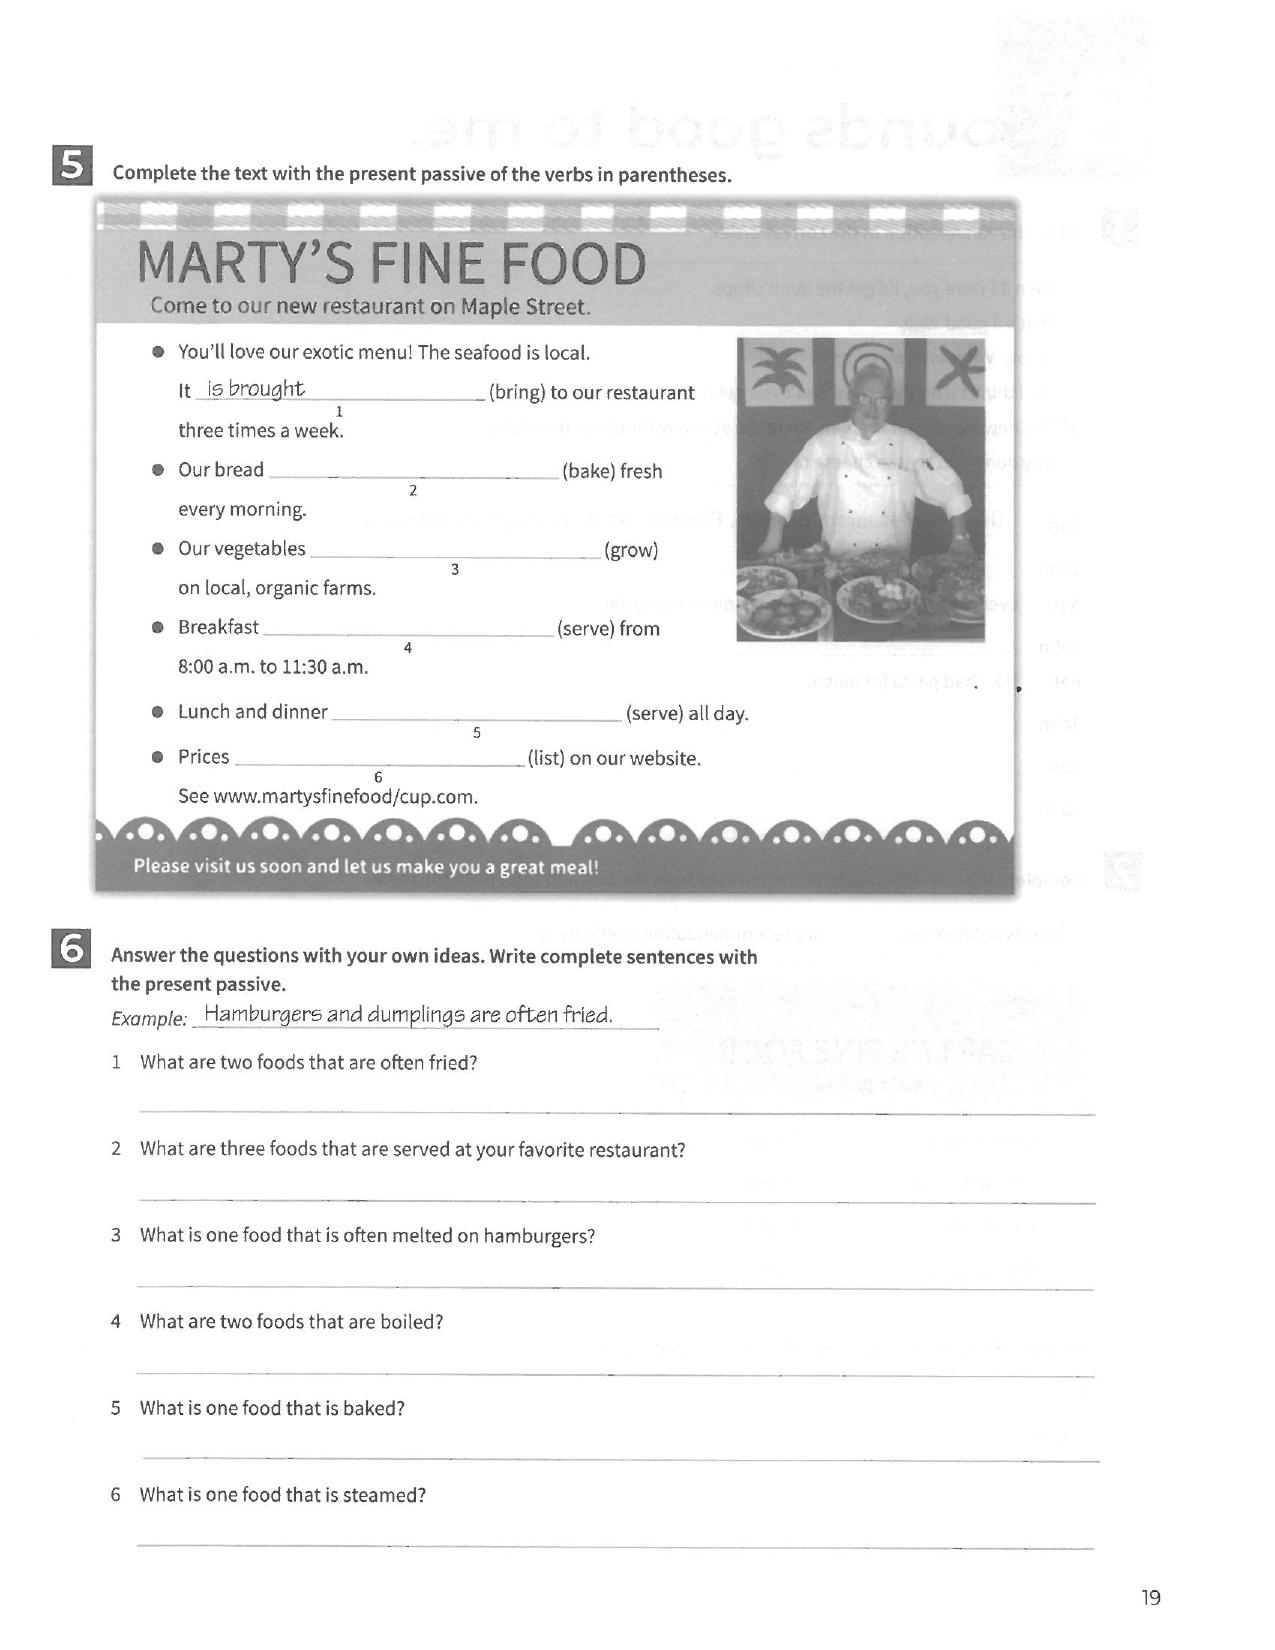 5 Complete the text with the present passive of the verbs in parentheses.
MARTY'S FINE FOOD
Come to our new restaurant on Maple Street.
• You'll love our exotic menu! The seafood is local.
It is brought (bring) to our restaurant
1
three times a week.
• Our bread ____ (bake) fresh
2
every morning.
• Our vegetables ____ (grow)
3
on local, organic farms.
• Breakfast ____ (serve) from
4
8:00 a.m. to 11:30 a.m.
• Lunch and dinner ____ (serve) all day.
5
• Prices ____ (list) on our website.
6
See www.martysfinefood/cup.com.
Please visit us soon and let us make you a great meal!
6 Answer the questions with your own ideas. Write complete sentences with
the present passive.
Example: Hamburgers and dumplings are often fried.
1 What are two foods that are often fried?
2 What are three foods that are served at your favorite restaurant?
3 What is one food that is often melted on hamburgers?
4 What are two foods that are boiled?
5 What is one food that is baked?
6 What is one food that is steamed?
19